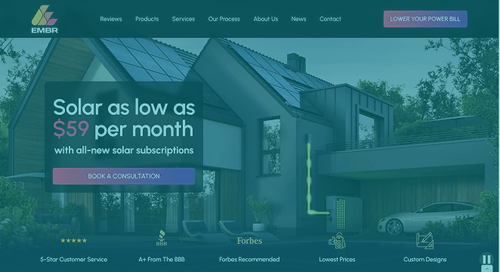 EMBR
Reviews Products Services Our Process About Us News Contact
LOWER YOUR POWER BILL
Solar as low as
$59 per month
with all-new solar subscriptions
BOOK A CONSULTATION
BBB
Forbes
5-Star Customer Service
A+ From The BBB
Forbes Recommended
Lowest Prices
Custom Designs